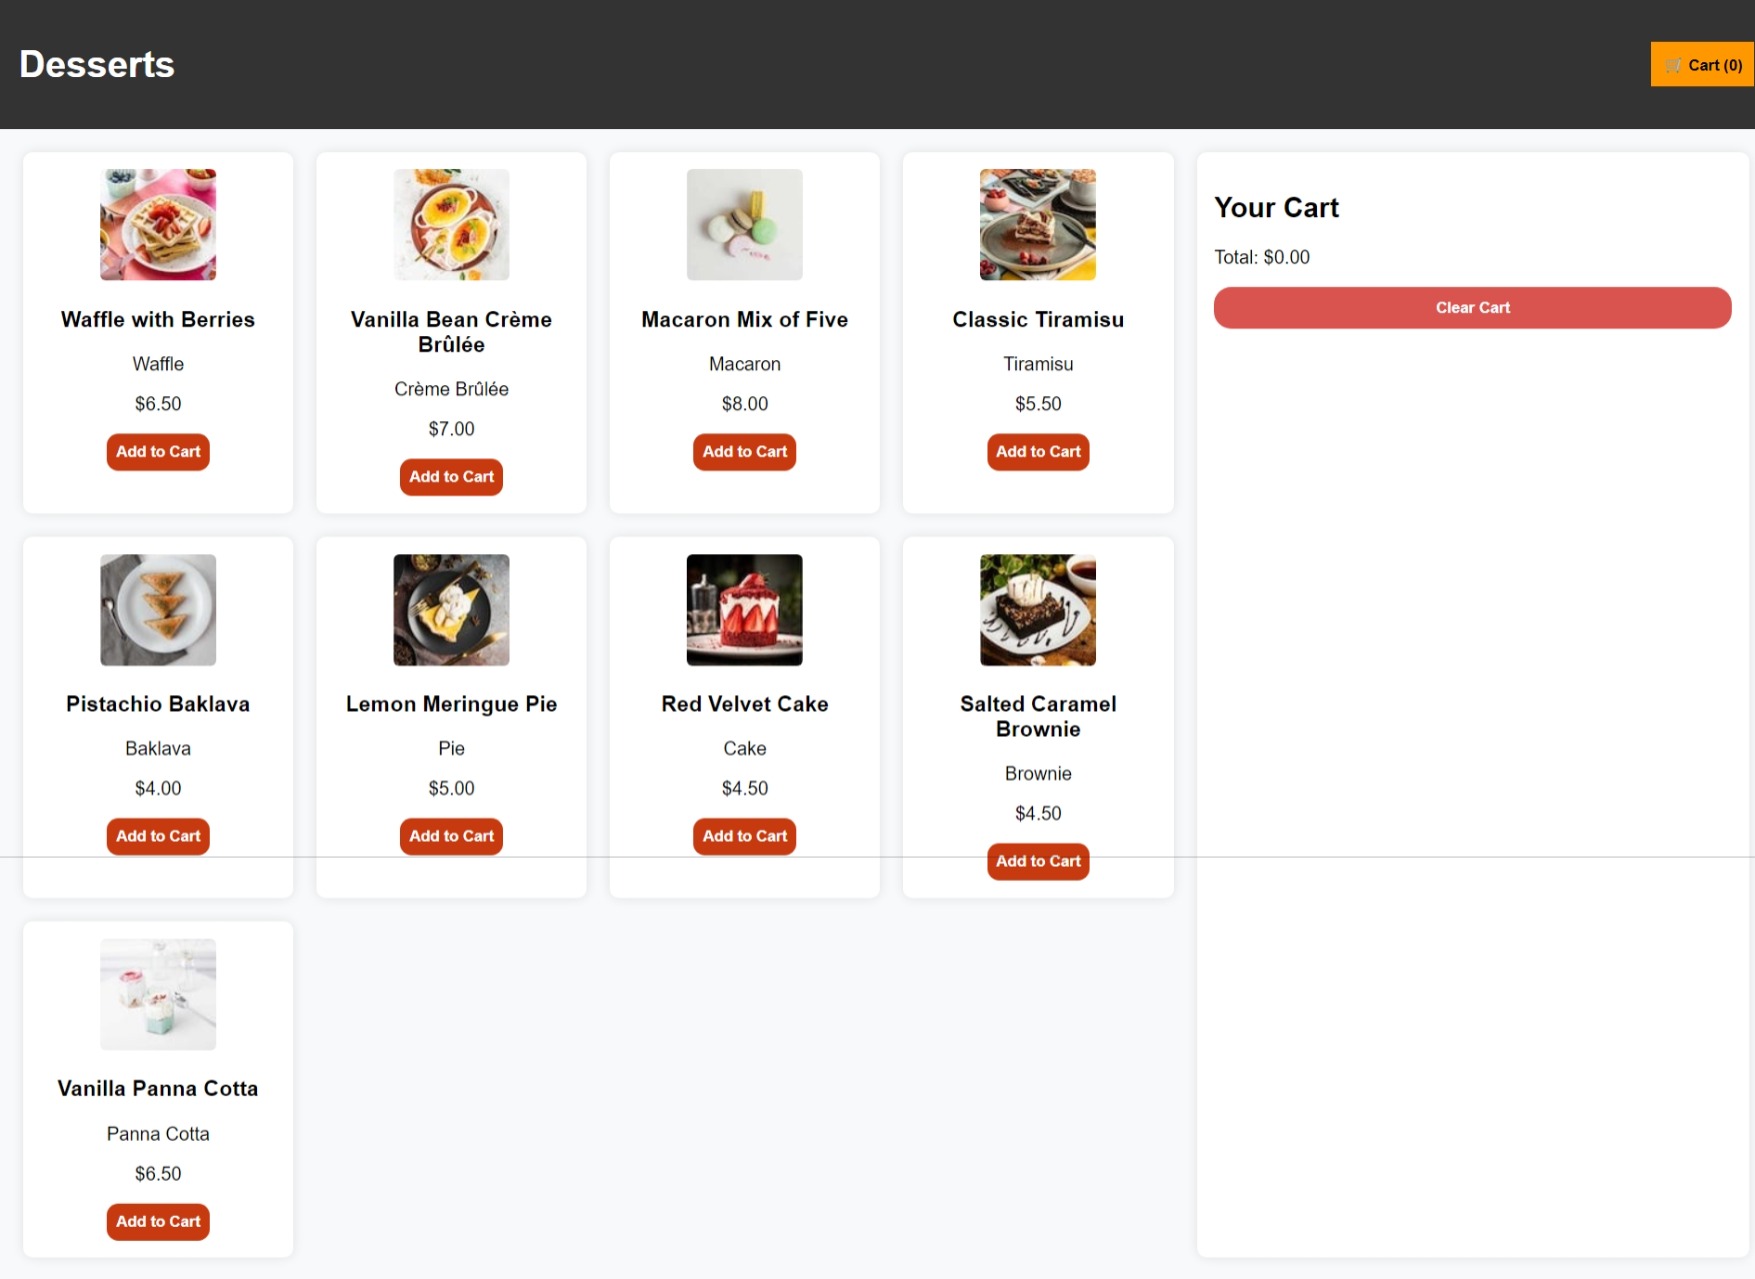 Desserts
Cart (0)
Waffle with Berries
Waffle
$6.50
Add to Cart
Vanilla Bean Crème
Brûlée
Crème Brûlée
$7.00
Add to Cart
Macaron Mix of Five
Macaron
$8.00
Add to Cart
Classic Tiramisu
Tiramisu
$5.50
Add to Cart
Your Cart
Total: $0.00
Clear Cart
Pistachio Baklava
Baklava
$4.00
Add to Cart
Lemon Meringue Pie
Pie
$5.00
Add to Cart
Red Velvet Cake
Cake
$4.50
Add to Cart
Salted Caramel
Brownie
Brownie
$4.50
Add to Cart
Vanilla Panna Cotta
Panna Cotta
$6.50
Add to Cart